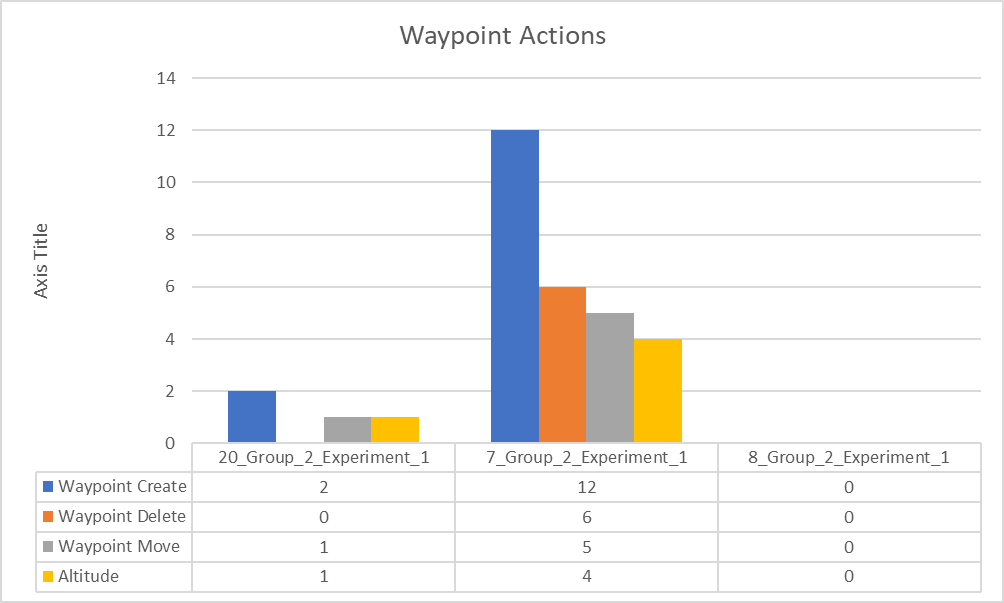 Waypoint Actions
14
12
10
8
6
4
2
0
Axis Title
20_Group_2_Experiment_1 7_Group_2_Experiment_1 8_Group_2_Experiment_1
Waypoint Create 2 12 0
Waypoint Delete 0 6 0
Waypoint Move 1 5 0
Altitude 1 4 0